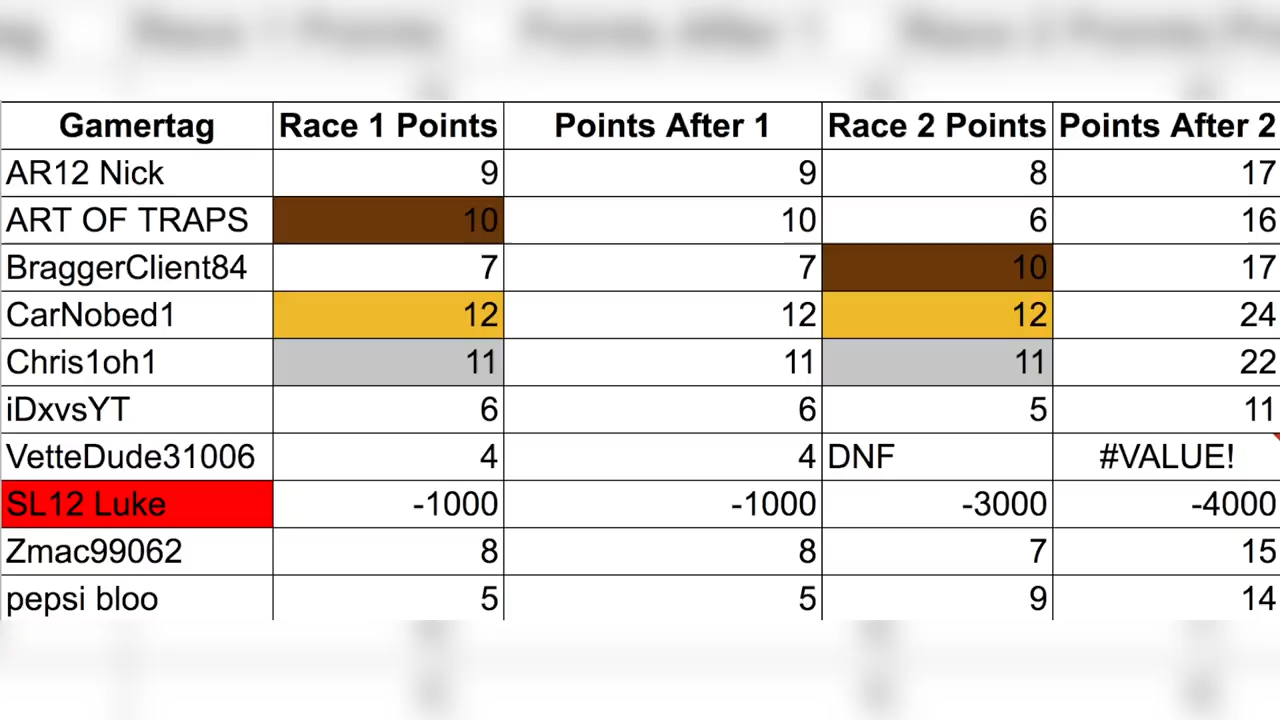 Gamertag Race 1 Points Points After 1 Race 2 Points Points After 2
AR12 Nick 9 9 8 17
ART OF TRAPS 10 10 6 16
BraggerClient84 7 7 10 17
CarNobed1 12 12 12 24
Chris1oh1 11 11 11 22
iDxvsYT 6 6 5 11
VetteDude31006 4 4 DNF #VALUE!
SL12 Luke -1000 -1000 -3000 -4000
Zmac99062 8 8 7 15
pepsi bloo 5 5 9 14